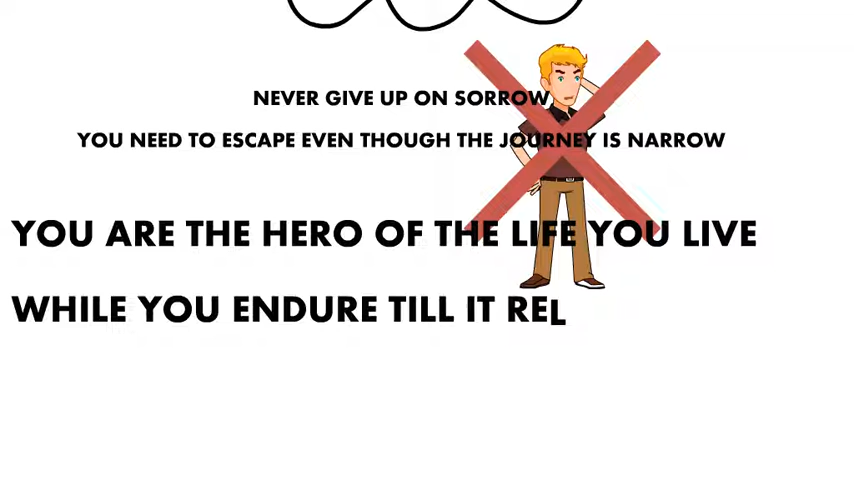 NEVER GIVE UP ON SORROW
YOU NEED TO ESCAPE EVEN THOUGH THE JOURNEY IS NARROW
YOU ARE THE HERO OF THE LIFE YOU LIVE
WHILE YOU ENDURE TILL IT REL